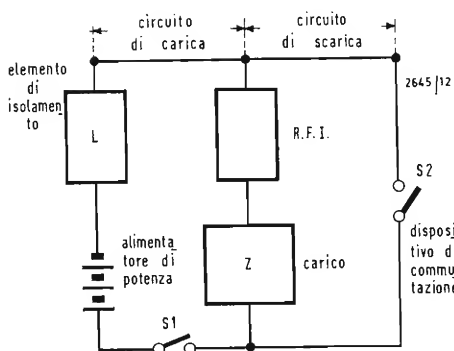 circuito
di carica
circuito
di scarica
elemento
di
isolamen
to
L
R.F.I.
2645/12
S2
alimenta
tore di
potenza
Z
carico
disposi
tivo d
commu
tazione
S1